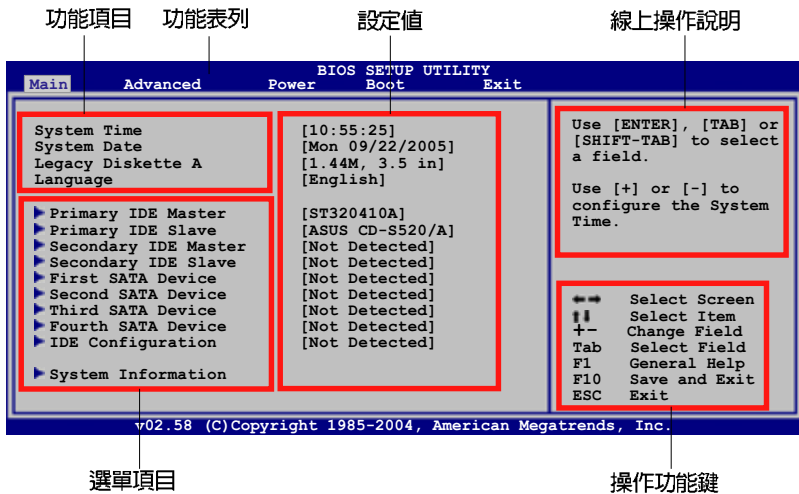 功能項目 功能表列 設定值 線上操作說明
BIOS SETUP UTILITY
Main Advanced Power Boot Exit
System Time [10:55:25]
System Date [Mon 09/22/2005]
Legacy Diskette A [1.44M, 3.5 in]
Language [English]
Primary IDE Master [ST320410A]
Primary IDE Slave [ASUS CD-S520/A]
Secondary IDE Master [Not Detected]
Secondary IDE Slave [Not Detected]
First SATA Device [Not Detected]
Second SATA Device [Not Detected]
Third SATA Device [Not Detected]
Fourth SATA Device [Not Detected]
IDE Configuration [Not Detected]
System Information
Use [ENTER], [TAB] or
[SHIFT-TAB] to select
a field.
Use [+] or [-] to
configure the System
Time.
Select Screen
Select Item
+- Change Field
Tab Select Field
F1 General Help
F10 Save and Exit
ESC Exit
v02.58 (C)Copyright 1985-2004, American Megatrends, Inc.
選單項目 操作功能鍵